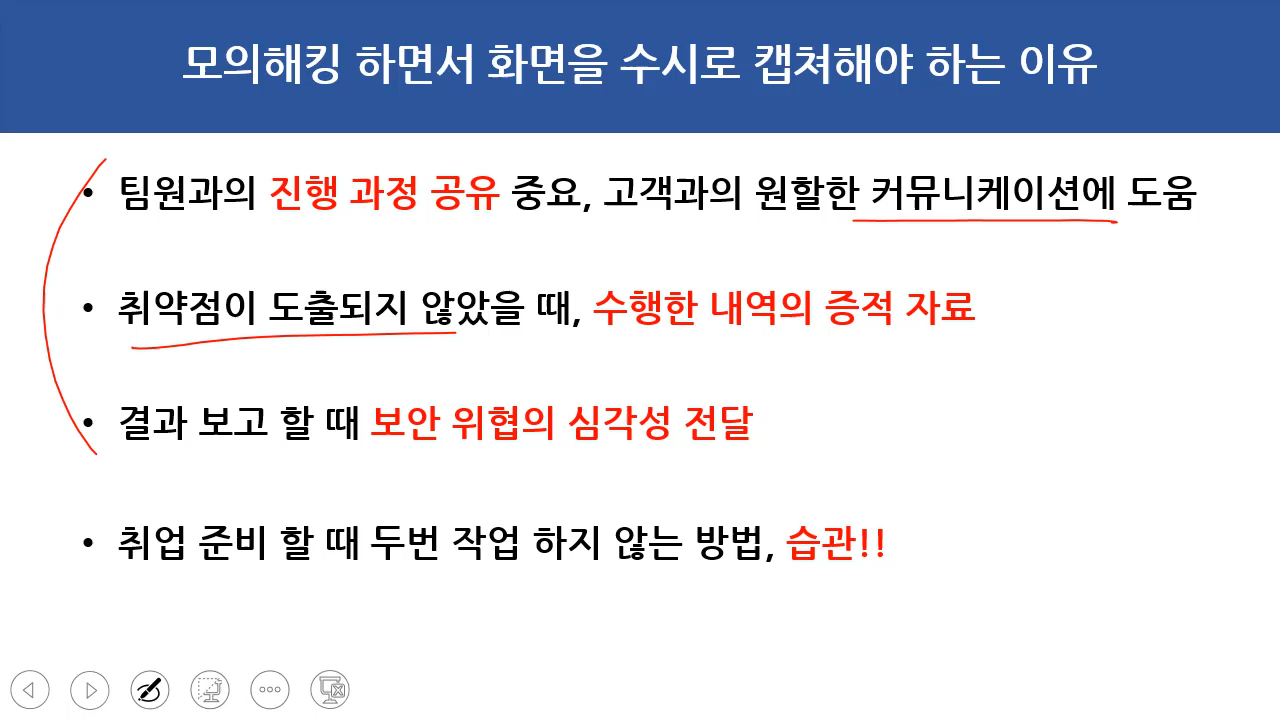 모의해킹 하면서 화면을 수시로 캡쳐해야 하는 이유
• 팀원과의 진행 과정 공유 중요, 고객과의 원할한 커뮤니케이션에 도움
• 취약점이 도출되지 않았을 때, 수행한 내역의 증적 자료
• 결과 보고 할 때 보안 위협의 심각성 전달
• 취업 준비 할 때 두번 작업 하지 않는 방법, 습관!!